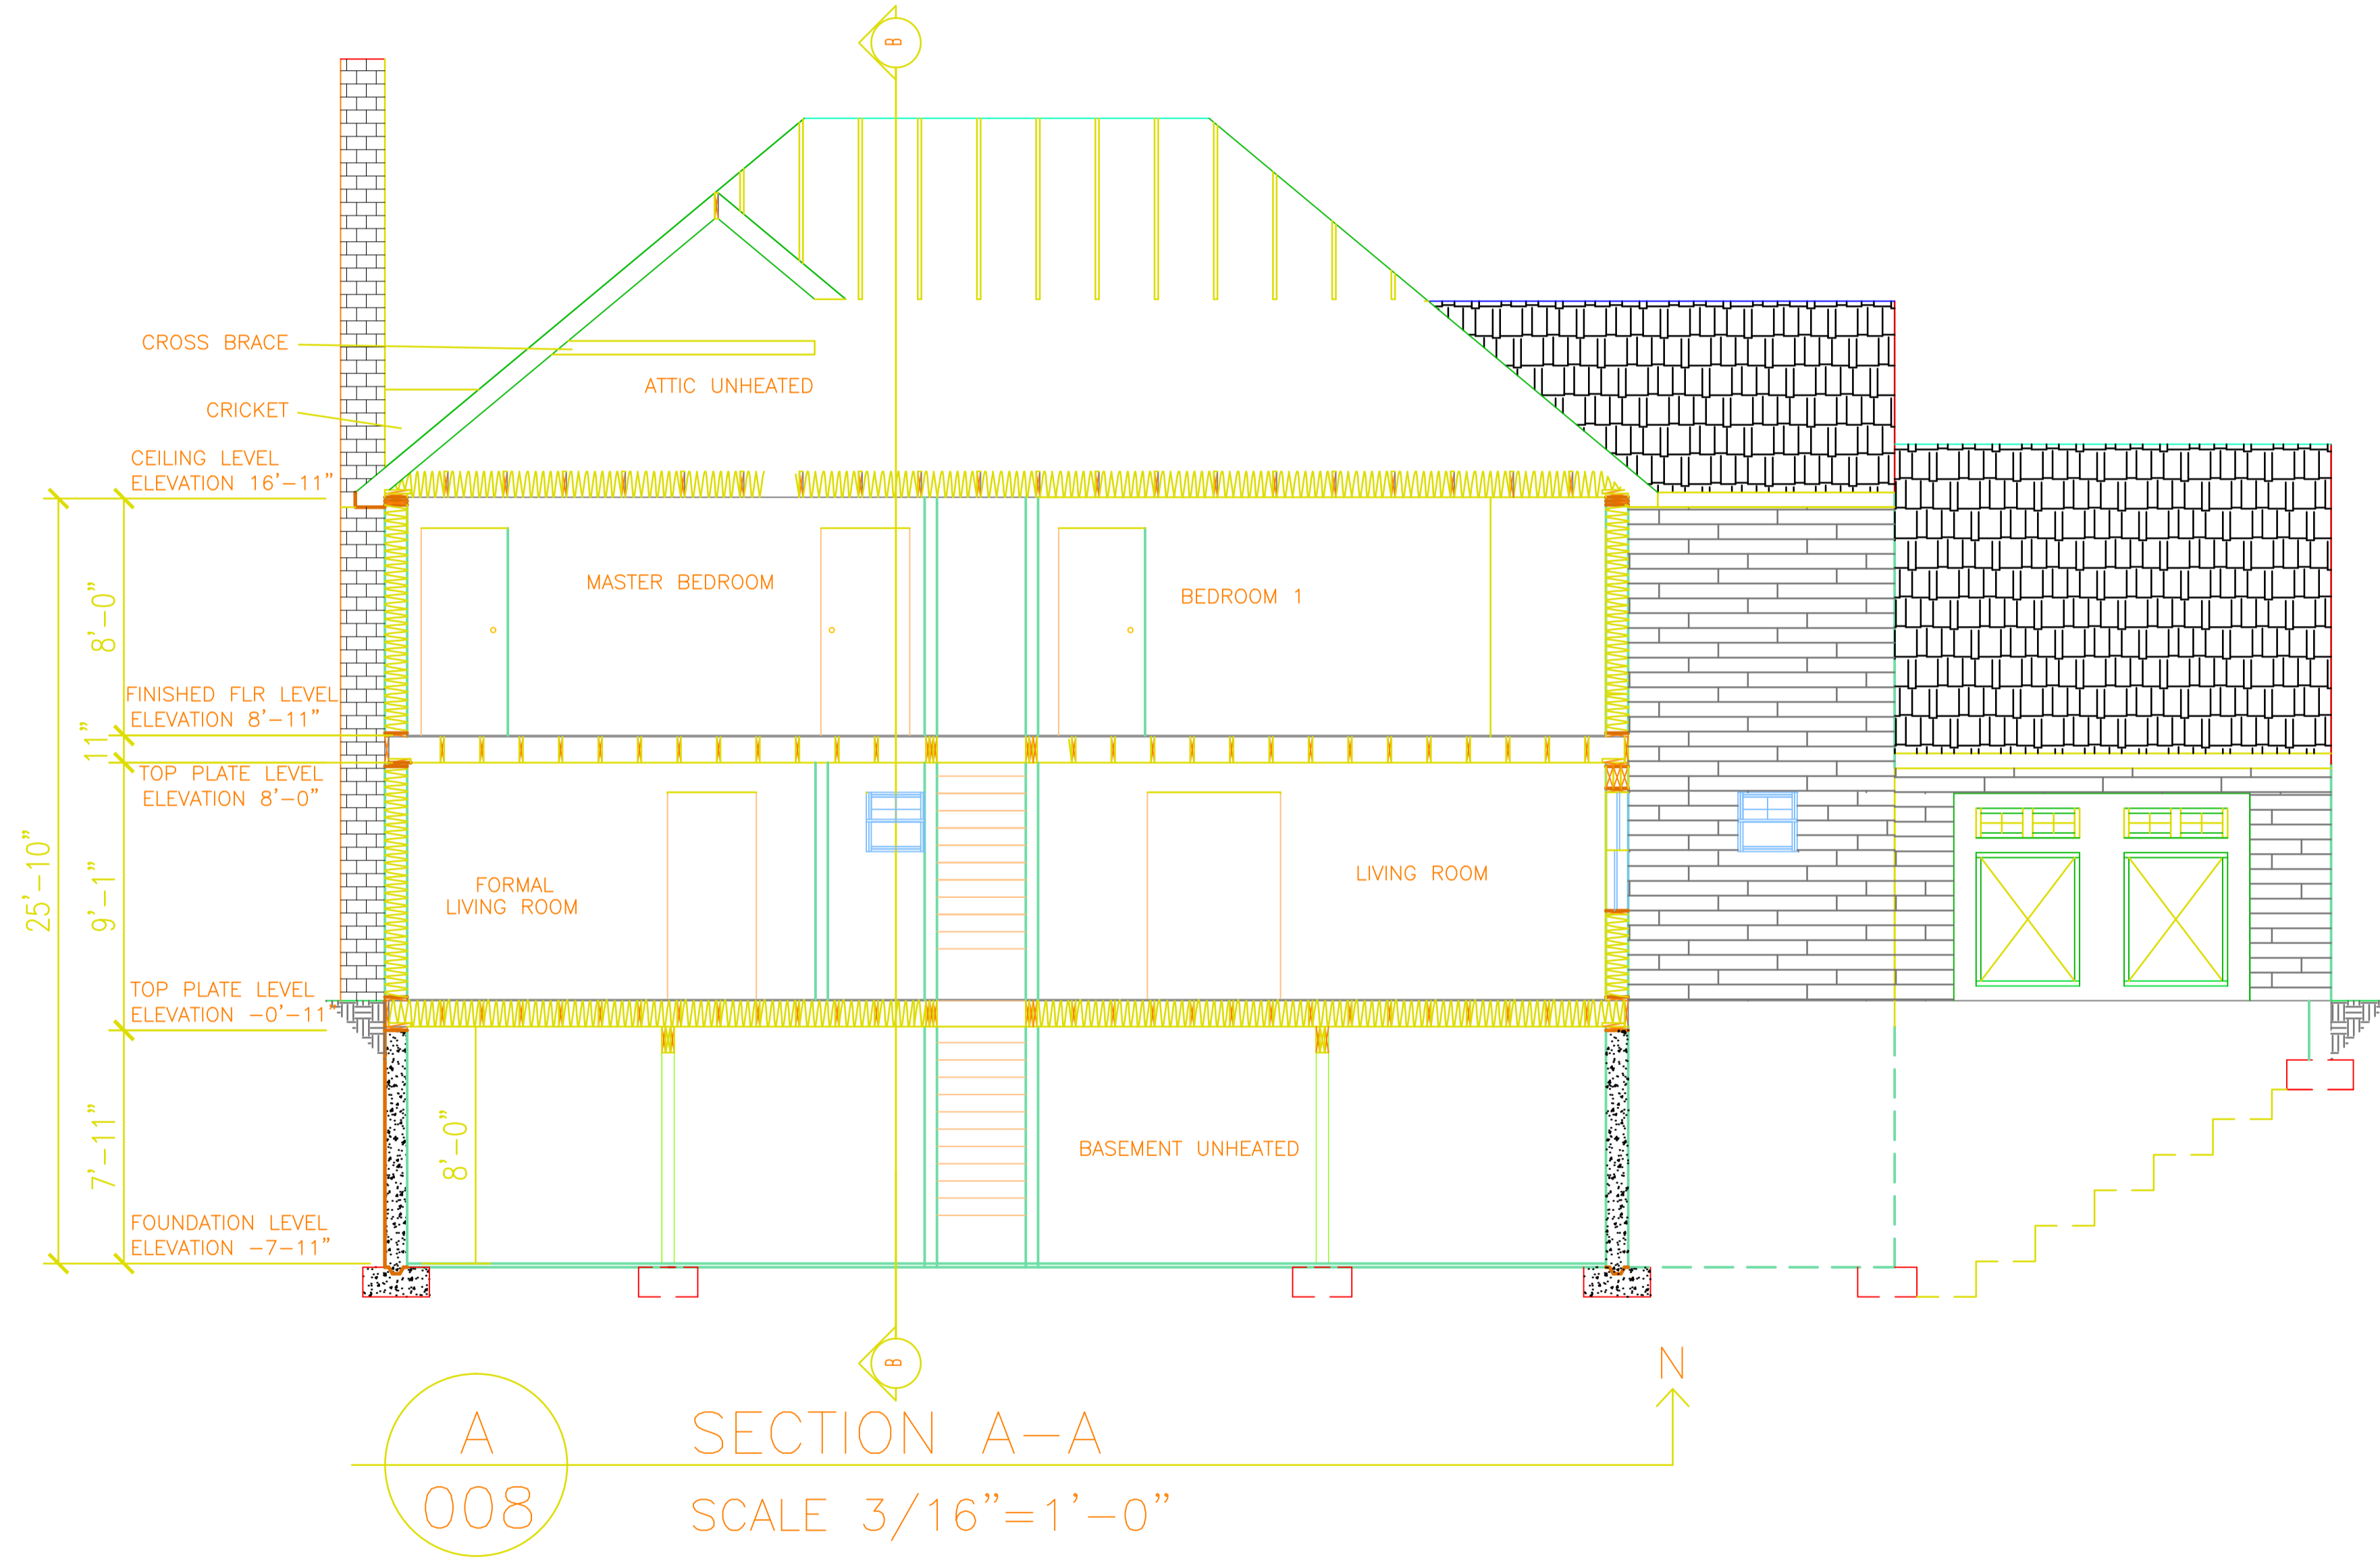 B
CROSS BRACE
ATTIC UNHEATED
CRICKET
CEILING LEVEL
ELEVATION 16'-11"
8'-0"
MASTER BEDROOM
BEDROOM 1
FINISHED FLR LEVEL
ELEVATION 8'-11"
11"
TOP PLATE LEVEL
ELEVATION 8'-0"
25'-10"
9'-1"
FORMAL
LIVING ROOM
LIVING ROOM
TOP PLATE LEVEL
ELEVATION -0'-11"
7'-11"
8'-0"
BASEMENT UNHEATED
FOUNDATION LEVEL
ELEVATION -7-11"
B
N
A
008
SECTION A-A
SCALE 3/16"=1'-0"